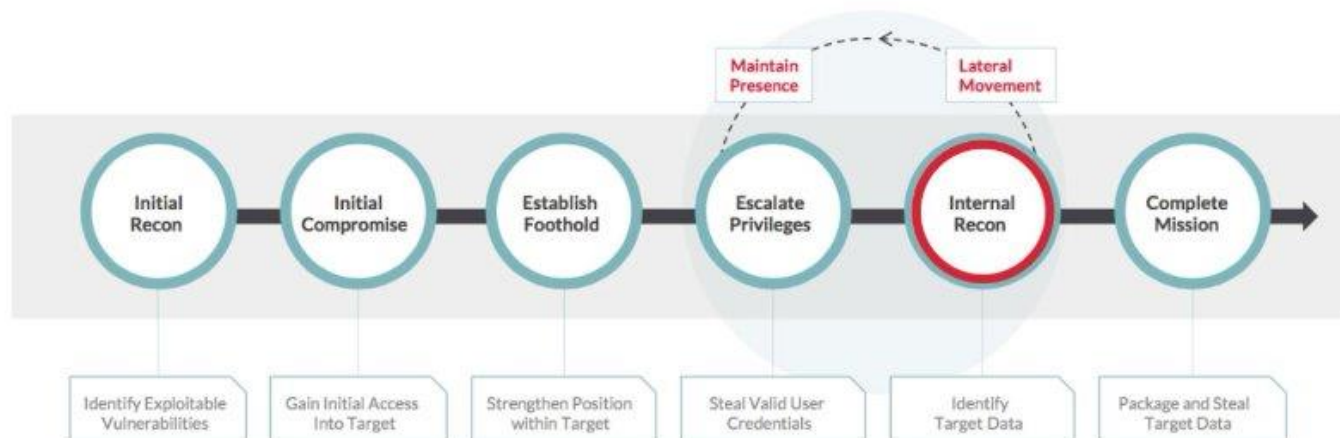 Maintain
Presence
Lateral
Movement
Initial
Recon
Initial
Compromise
Establish
Foothold
Escalate
Privileges
Internal
Recon
Complete
Mission
Identify Exploitable
Vulnerabilities
Gain Initial Access
Into Target
Strengthen Position
within Target
Steal Valid User
Credentials
Identify
Target Data
Package and Steal
Target Data